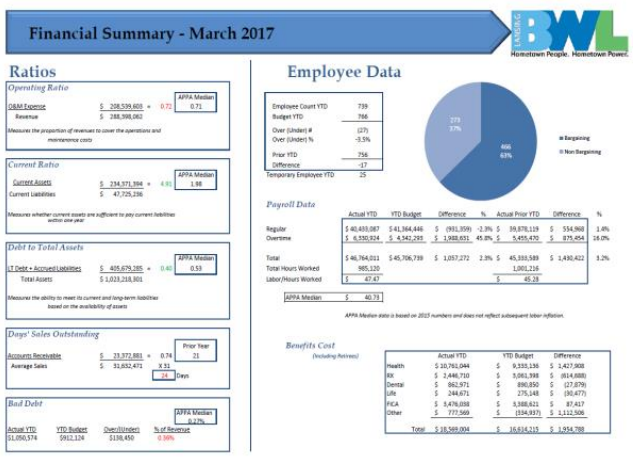 Financial Summary - March 2017
LANSING
BWL
Hometown People. Hometown Power.
Ratios
Operating Ratio
APPA Median
O&M Expense $ 208,539,603 = 0.72 0.71
Revenue $ 288,398,062
Measures the proportion of revenues to cover the operations and
maintenance costs
Current Ratio
APPA Median
Current Assets $ 234,371,394 = 4.91 1.98
Current Liabilities $ 47,725,236
Measures whether current assets are sufficient to pay current liabilities
within one year
Debt to Total Assets
APPA Median
LT Debt + Accrued Liabilities $ 405,679,285 = 0.40 0.53
Total Assets $ 1,023,218,301
Measures the ability to meet its current and long-term liabilities
based on the availability of assets
Days' Sales Outstanding
Prior Year
Accounts Receivable $ 23,372,881 = 0.74 21
Average Sales $ 31,632,471 X 31
24 Days
Bad Debt
APPA Median
0.27%
Actual YTD YTD Budget Over/(Under) % of Revenue
$1,050,574 $912,124 $138,450 0.36%
Employee Data
Employee Count YTD 739
Budget YTD 766
Over (Under) # (27)
Over (Under) % -3.5%
Prior YTD 756
Difference -17
Temporary Employee YTD 25
273
37%
466
63%
Bargaining
Non Bargaining
Payroll Data
Actual YTD YTD Budget Difference % Actual Prior YTD Difference %
Regular $ 40,433,087 $ 41,364,446 $ (931,359) -2.3% $ 39,878,119 $ 554,968 1.4%
Overtime $ 6,330,924 $ 4,342,293 $ 1,988,631 45.8% $ 5,455,470 $ 875,454 16.0%
Total $ 46,764,011 $ 45,706,739 $ 1,057,272 2.3% $ 45,333,589 $ 1,430,422 3.2%
Total Hours Worked 985,120 1,001,216
Labor/Hours Worked $ 47.47 $ 45.28
APPA Median $ 40.73
APPA Median data is based on 2015 numbers and does not reflect subsequent labor inflation.
Benefits Cost
(Including Retirees)
Actual YTD YTD Budget Difference
Health $ 10,761,044 $ 9,333,136 $ 1,427,908
RX $ 2,446,710 $ 3,061,398 $ (614,688)
Dental $ 862,971 $ 890,850 $ (27,879)
Life $ 244,671 $ 275,148 $ (30,477)
FICA $ 3,476,038 $ 3,388,621 $ 87,417
Other $ 777,569 $ (334,937) $ 1,112,506
Total $ 18,569,004 $ 16,614,215 $ 1,954,788